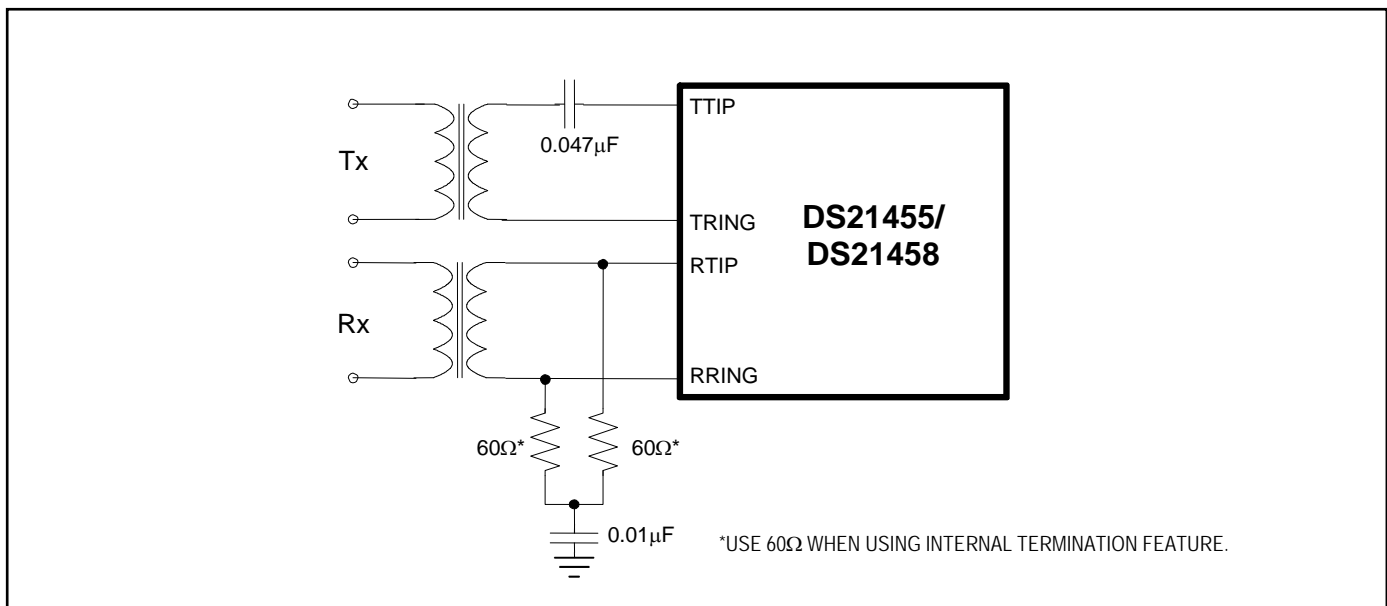 TTIP
0.047μF
Tx
TRING
DS21455/
DS21458
RTIP
Rx
RRING
60Ω*
60Ω*
0.01μF
*USE 60Ω WHEN USING INTERNAL TERMINATION FEATURE.